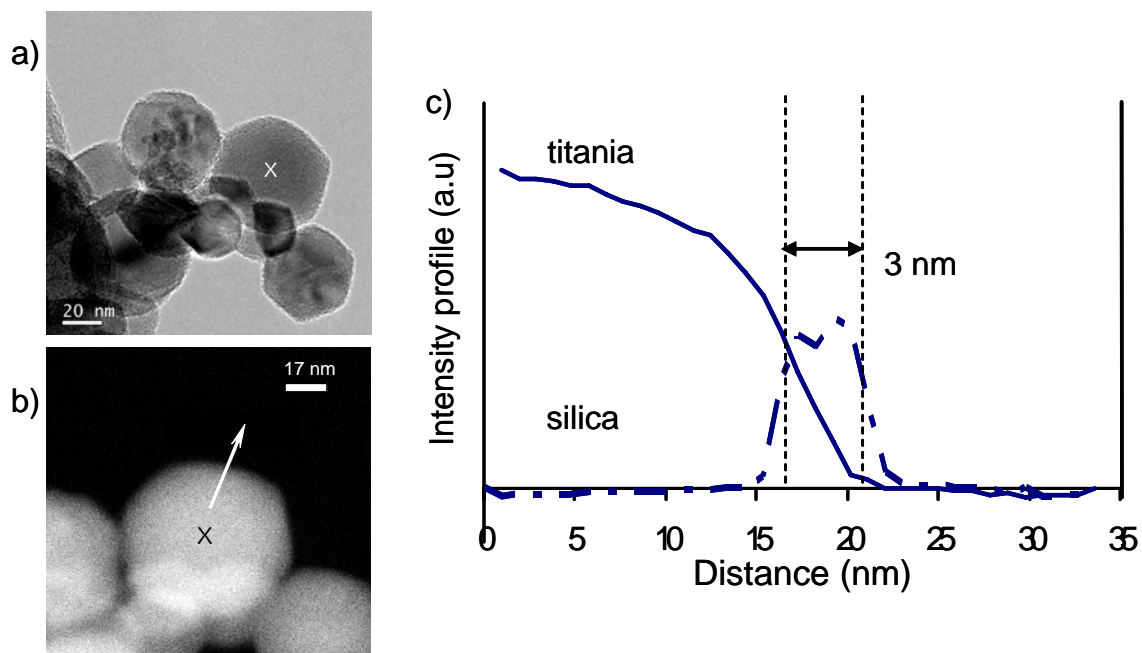 a)
X
20 nm
b)
17 nm
X
c)
Intensity profile (a.u)
titania
3 nm
silica
0 5 10 15 20 25 30 35
Distance (nm)